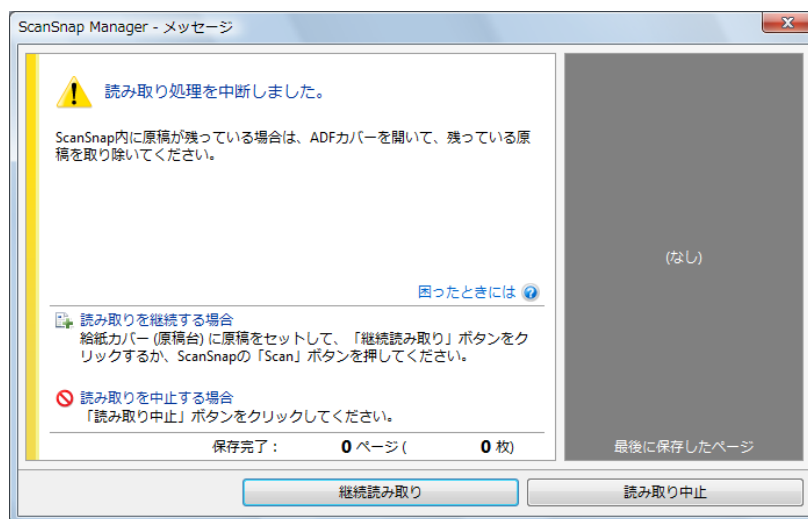 ScanSnap Manager - メッセージ
読み取り処理を中断しました。
ScanSnap内に原稿が残っている場合は、ADFカバーを開いて、残っている原
稿を取り除いてください。
(なし)
困ったときには
読み取りを継続する場合
給紙カバー (原稿台) に原稿をセットして、「継続読み取り」ボタンをク
リックするか、ScanSnapの「Scan」ボタンを押してください。
読み取りを中止する場合
「読み取り中止」ボタンをクリックしてください。
保存完了： 0 ページ ( 0 枚)
最後に保存したページ
継続読み取り 読み取り中止